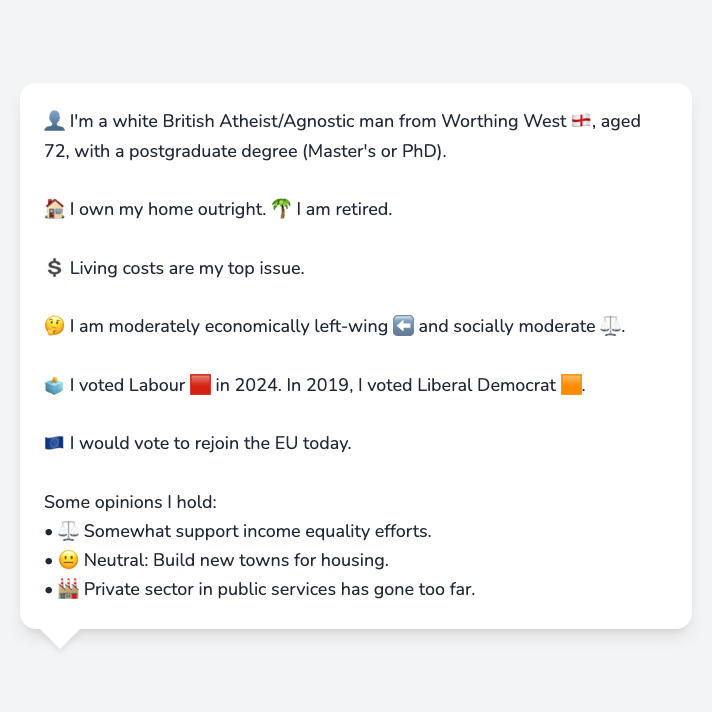 👤 I'm a white British Atheist/Agnostic man from Worthing West 🏴󠁧󠁢󠁥󠁮󠁧󠁿, aged
72, with a postgraduate degree (Master's or PhD).
🏠 I own my home outright. 🌴 I am retired.
💲 Living costs are my top issue.
🤔 I am moderately economically left-wing ⬅️ and socially moderate ⚖️.
🗳️ I voted Labour 🟥 in 2024. In 2019, I voted Liberal Democrat 🟧.
🇪🇺 I would vote to rejoin the EU today.
Some opinions I hold:
• ⚖️ Somewhat support income equality efforts.
• 😐 Neutral: Build new towns for housing.
• 🏭 Private sector in public services has gone too far.